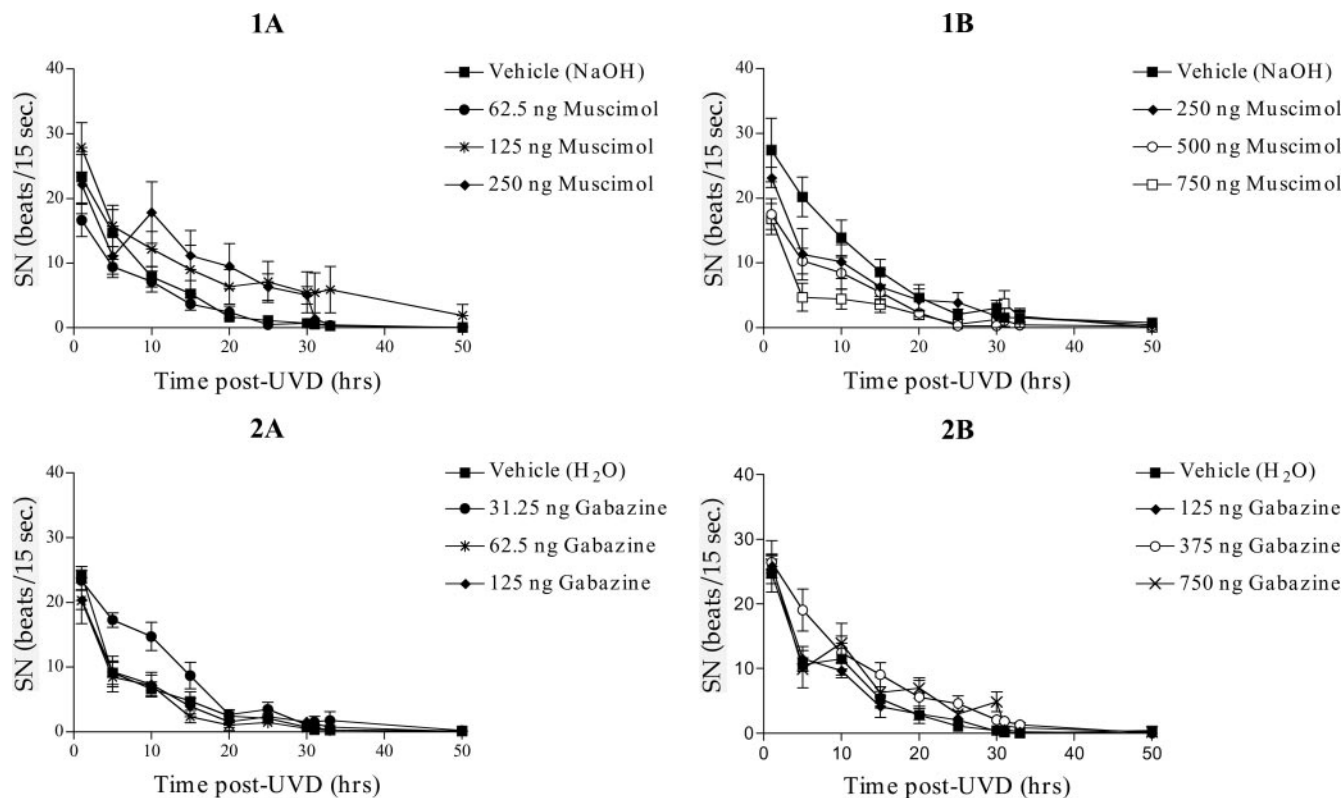 1A
SN (beats/15 sec.)
40
30
20
10
0
0 10 20 30 40 50
Time post-UVD (hrs)
Vehicle (NaOH)
62.5 ng Muscimol
125 ng Muscimol
250 ng Muscimol
1B
SN (beats/15 sec.)
40
30
20
10
0
0 10 20 30 40 50
Time post-UVD (hrs)
Vehicle (NaOH)
250 ng Muscimol
500 ng Muscimol
750 ng Muscimol
2A
SN (beats/15 sec.)
40
30
20
10
0
0 10 20 30 40 50
Time post-UVD (hrs)
Vehicle (H₂O)
31.25 ng Gabazine
62.5 ng Gabazine
125 ng Gabazine
2B
SN (beats/15 sec.)
40
30
20
10
0
0 10 20 30 40 50
Time post-UVD (hrs)
Vehicle (H₂O)
125 ng Gabazine
375 ng Gabazine
750 ng Gabazine